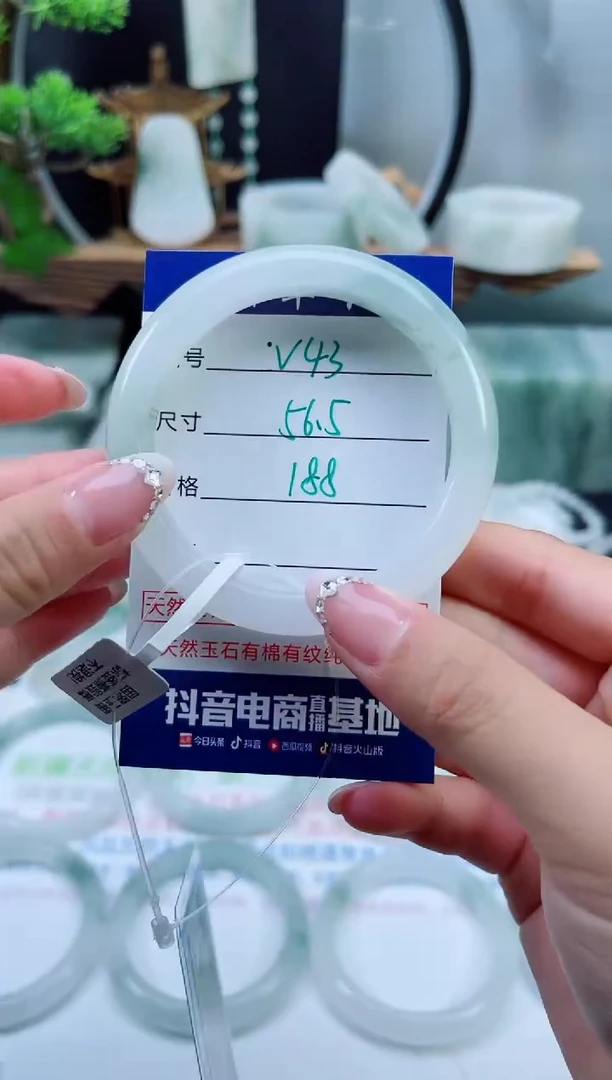 号 V43
尺寸 56.5
格 188
天然
天然玉石有棉有纹
抖音电商直播基地
今日头条 抖音 西瓜视频 抖音火山版